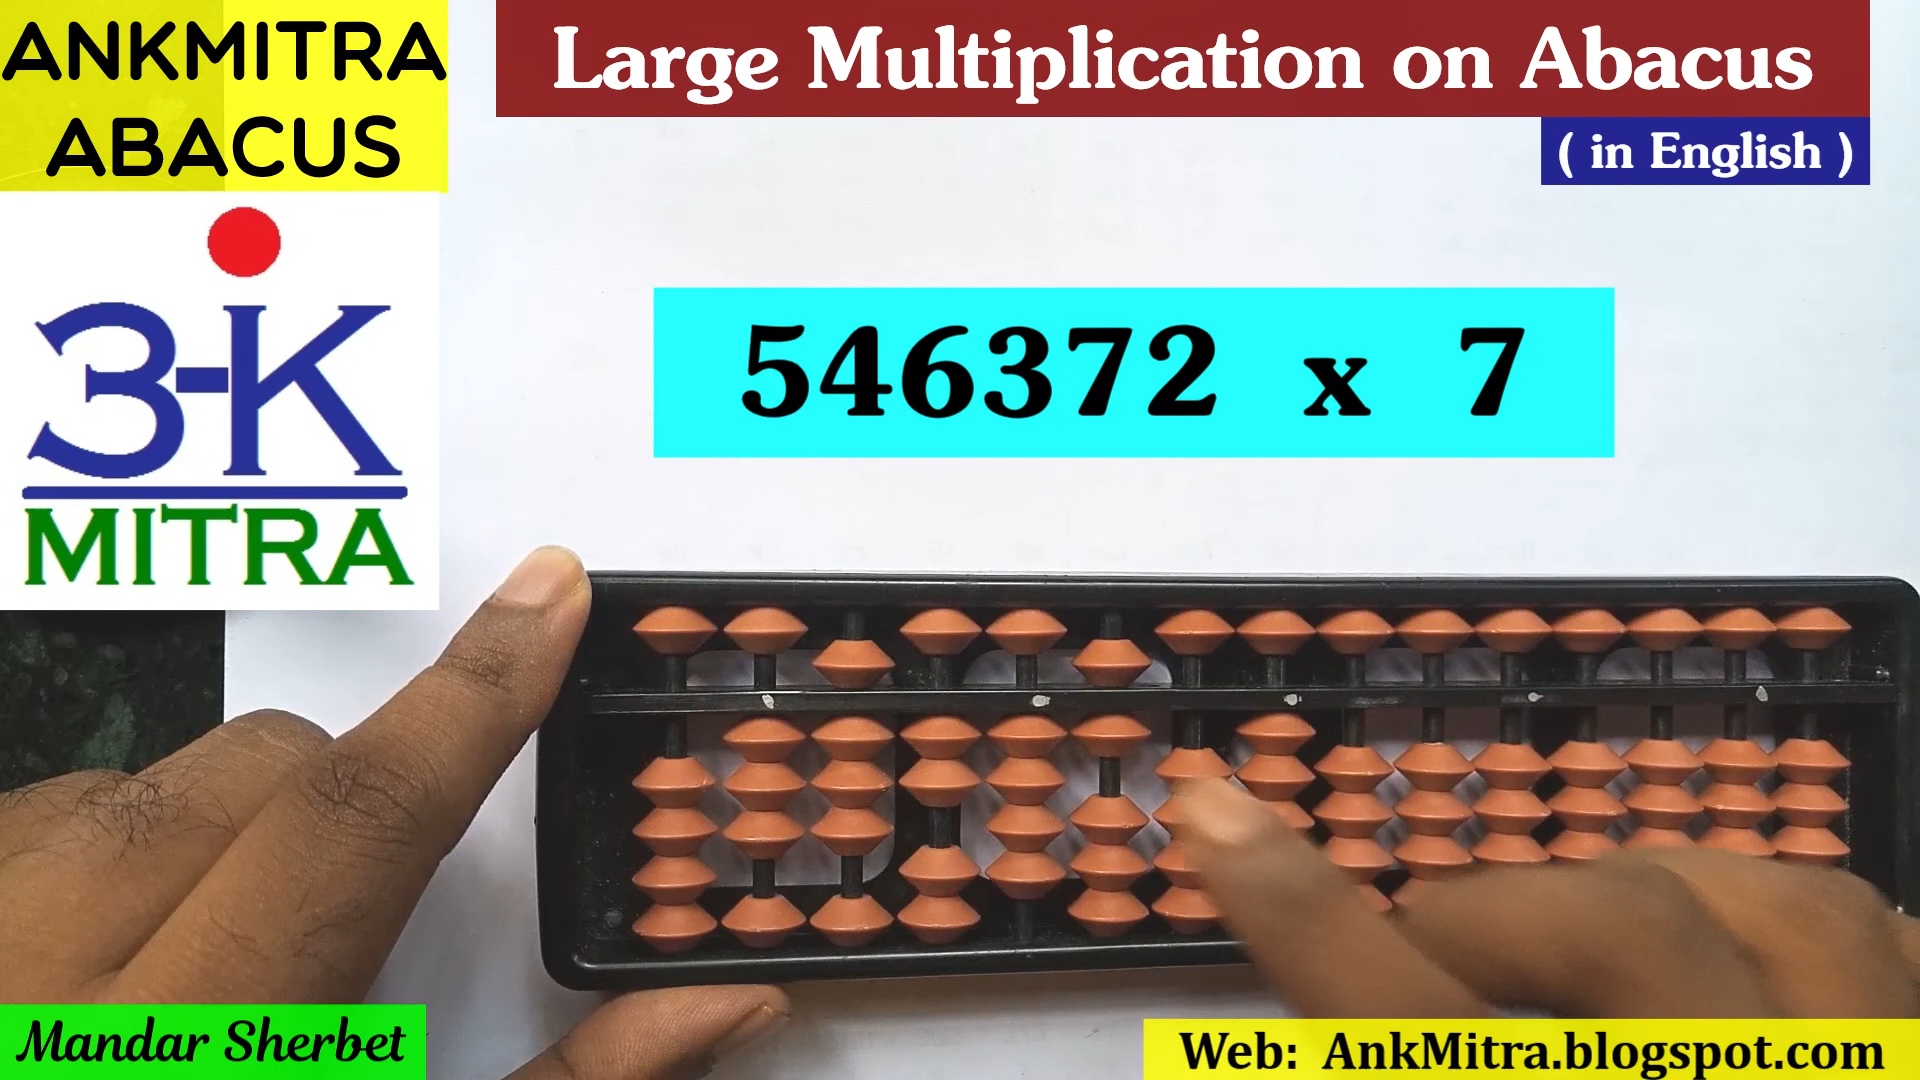 ANKMITRA
ABACUS
Large Multiplication on Abacus
( in English )
3-K
MITRA
546372 x 7
Mandar Sherbet
Web: AnkMitra.blogspot.com